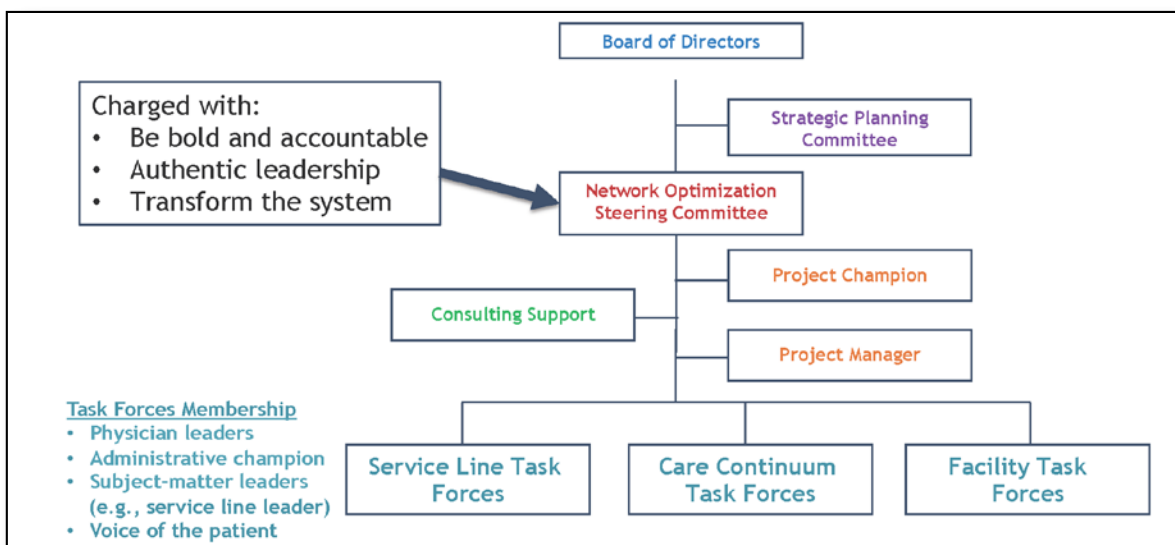 Board of Directors
Charged with:
• Be bold and accountable
• Authentic leadership
• Transform the system
Strategic Planning
Committee
Network Optimization
Steering Committee
Project Champion
Consulting Support
Project Manager
Task Forces Membership
• Physician leaders
• Administrative champion
• Subject-matter leaders
(e.g., service line leader)
• Voice of the patient
Service Line Task
Forces
Care Continuum
Task Forces
Facility Task
Forces